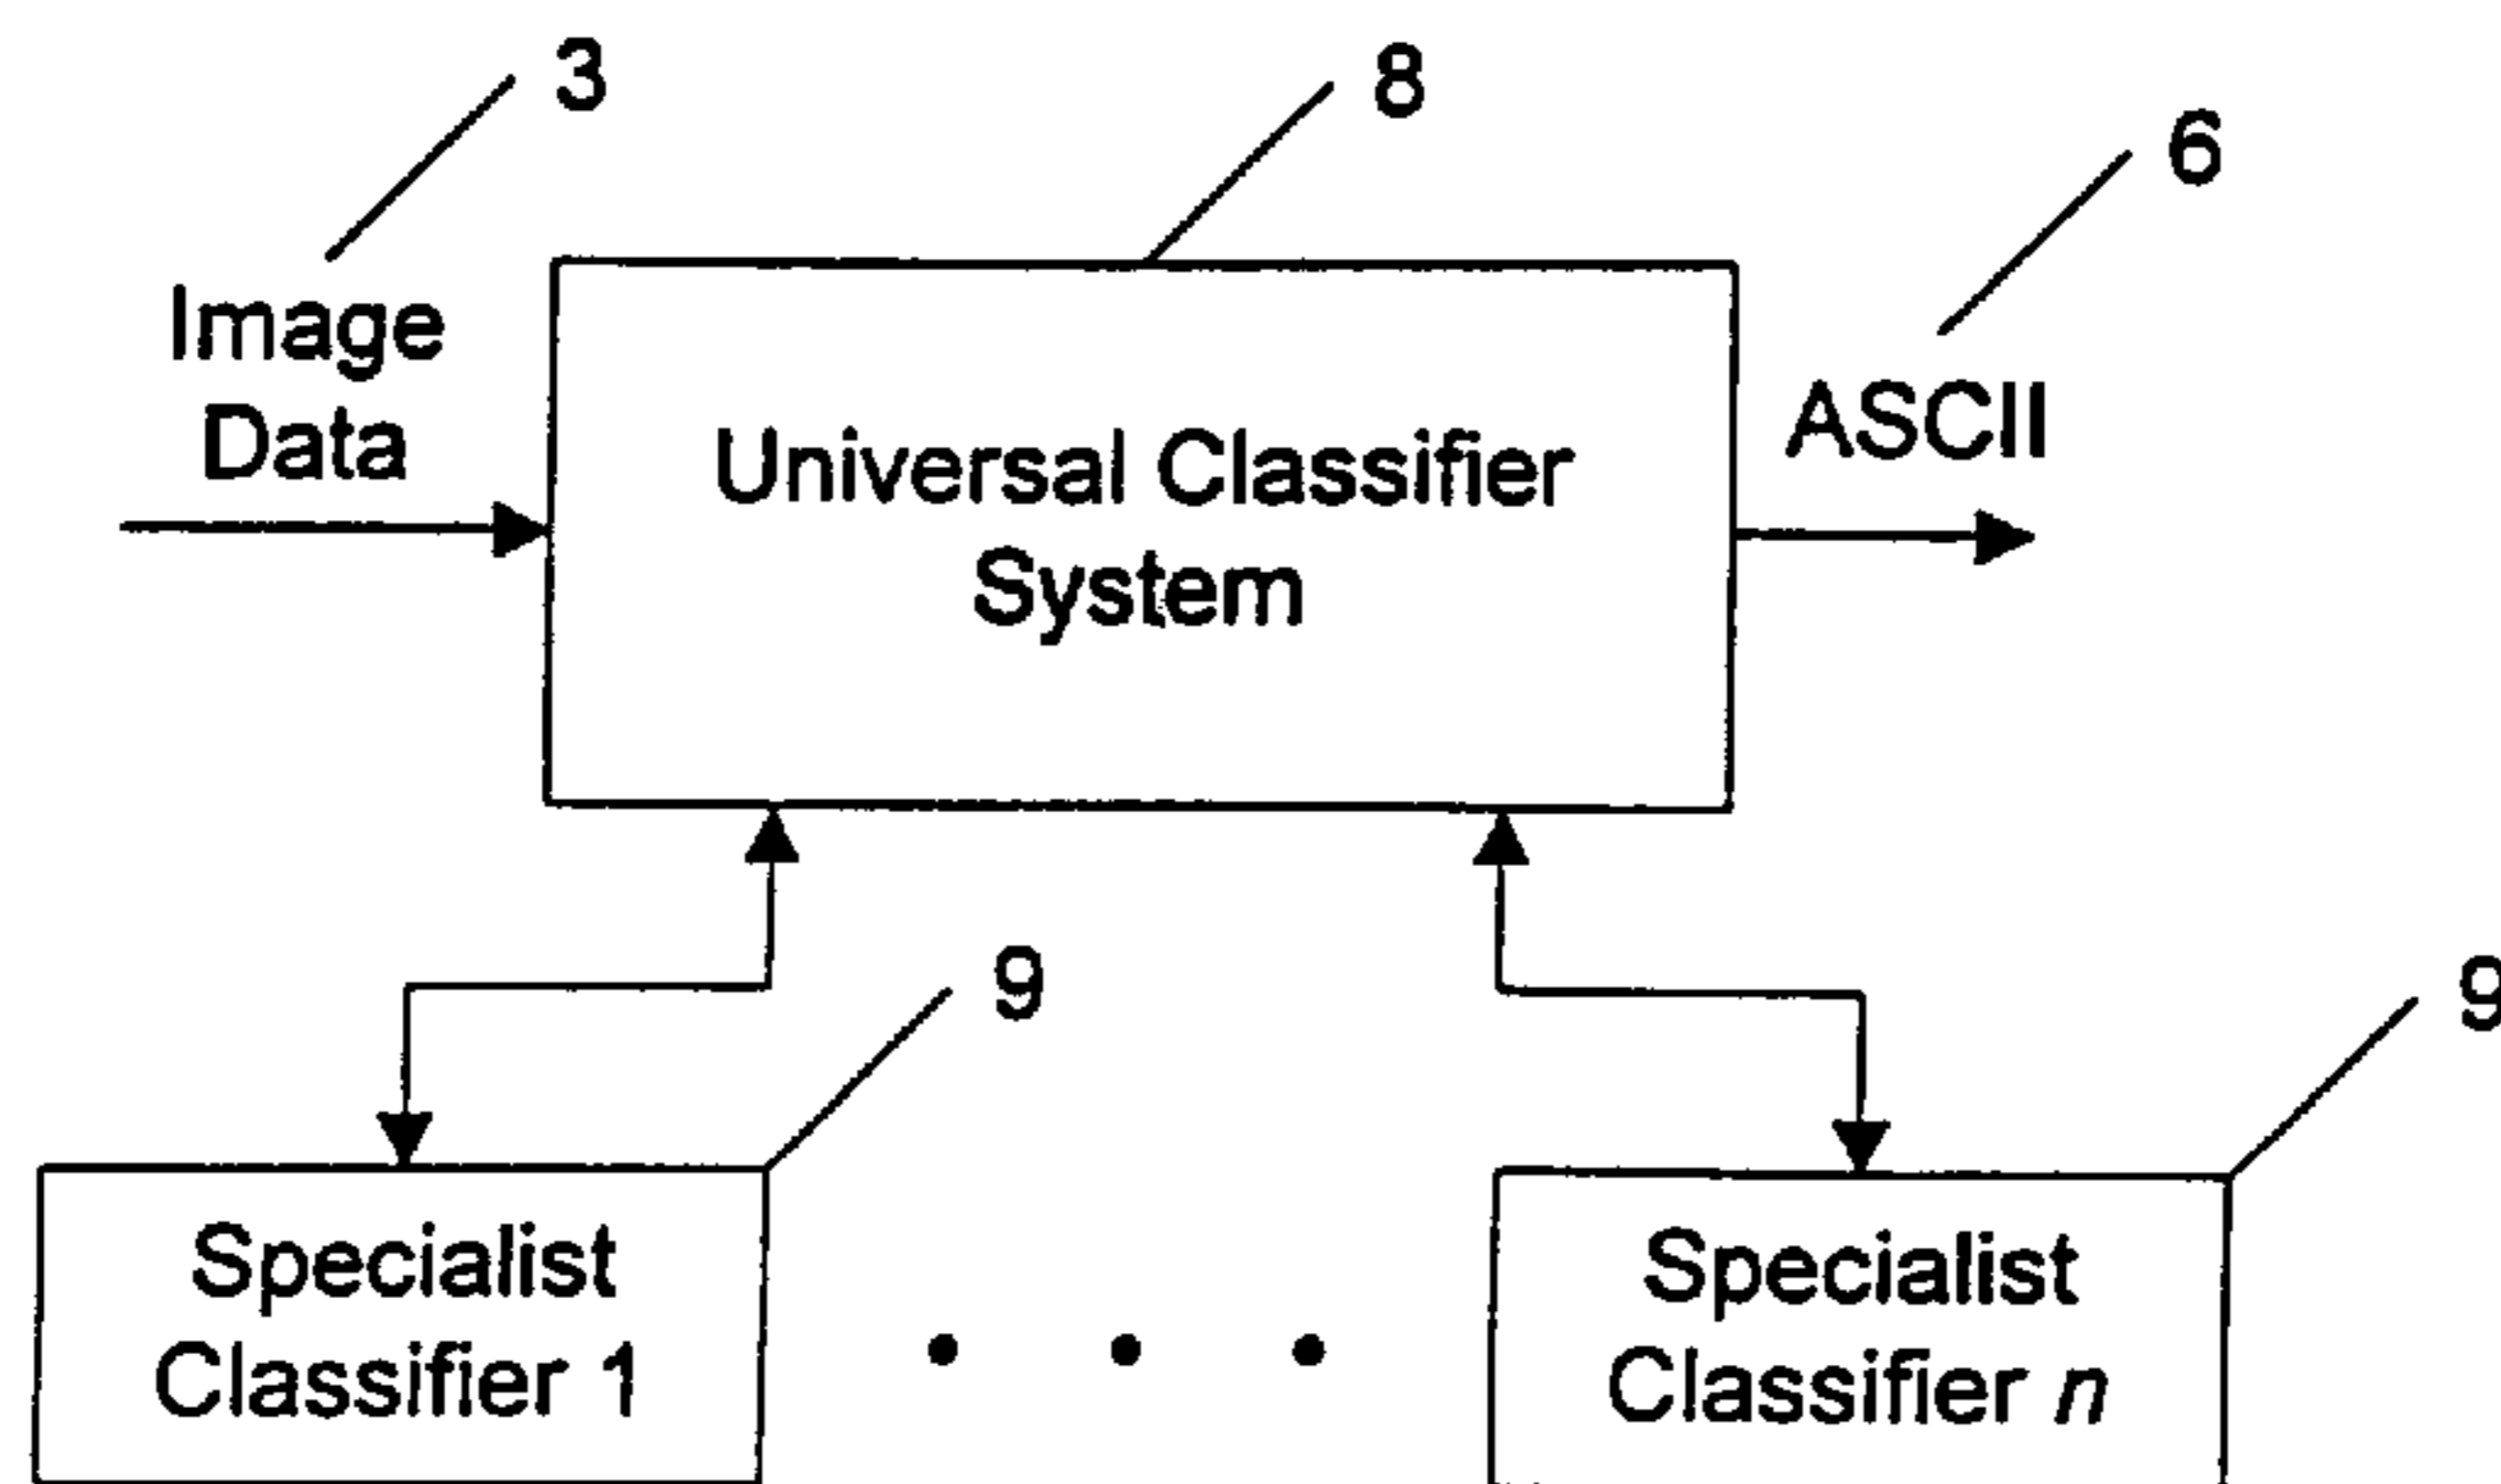 3
8
6
Image
Data
Universal Classifier
System
ASCII
9
9
Specialist
Classifier 1
Specialist
Classifier n